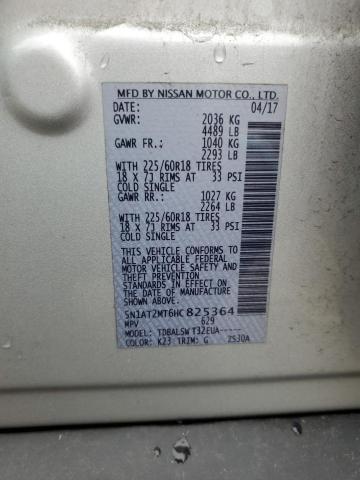 MFD BY NISSAN MOTOR CO., LTD.
DATE: 04/17
GVWR: 2036 KG
4489 LB
GAWR FR.: 1040 KG
2293 LB
WITH 225/60R18 TIRES
18 X 7J RIMS AT 33 PSI
COLD SINGLE
GAWR RR.: 1027 KG
2264 LB
WITH 225/60R18 TIRES
18 X 7J RIMS AT 33 PSI
COLD SINGLE
THIS VEHICLE CONFORMS TO
ALL APPLICABLE FEDERAL
MOTOR VEHICLE SAFETY AND
THEFT PREVENTION
STANDARDS IN EFFECT ON THE
DATE OF MANUFACTURE.
5N1AT2MT6HC825364
MPV 629
TDBALSW T32EUA-----
COLOR: K23 TRIM: G 2530A